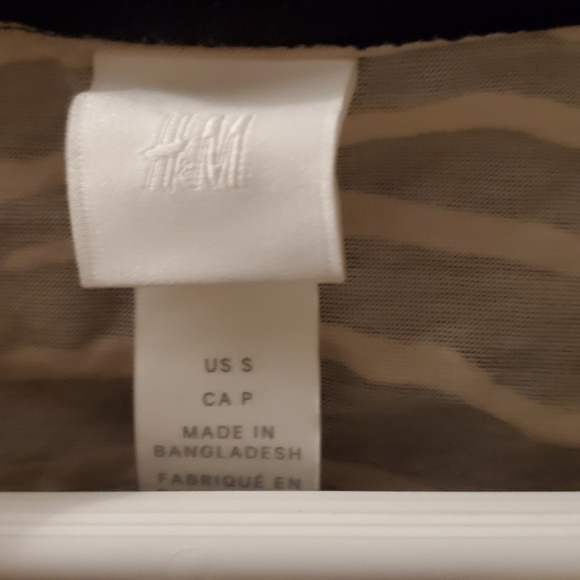 H&M
US S
CA P
MADE IN
BANGLADESH
FABRIQUÉ EN